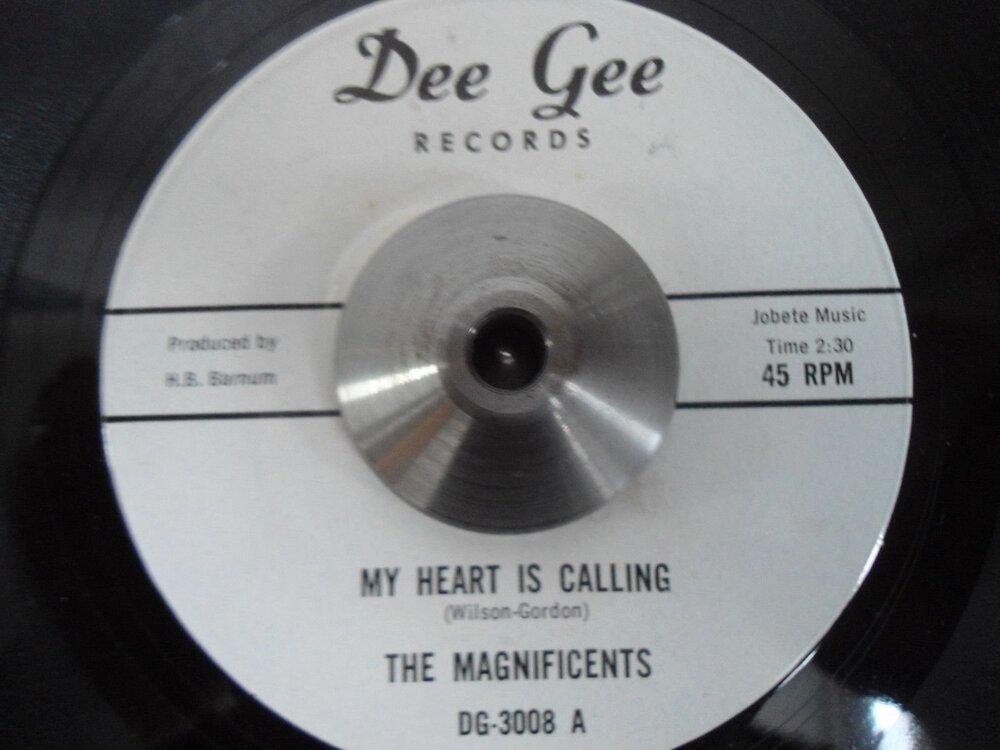 Dee Gee
RECORDS
Produced by
H.B. Barnum
Jobete Music
Time 2:30
45 RPM
MY HEART IS CALLING
(Wilson-Gordon)
THE MAGNIFICENTS
DG-3008 A